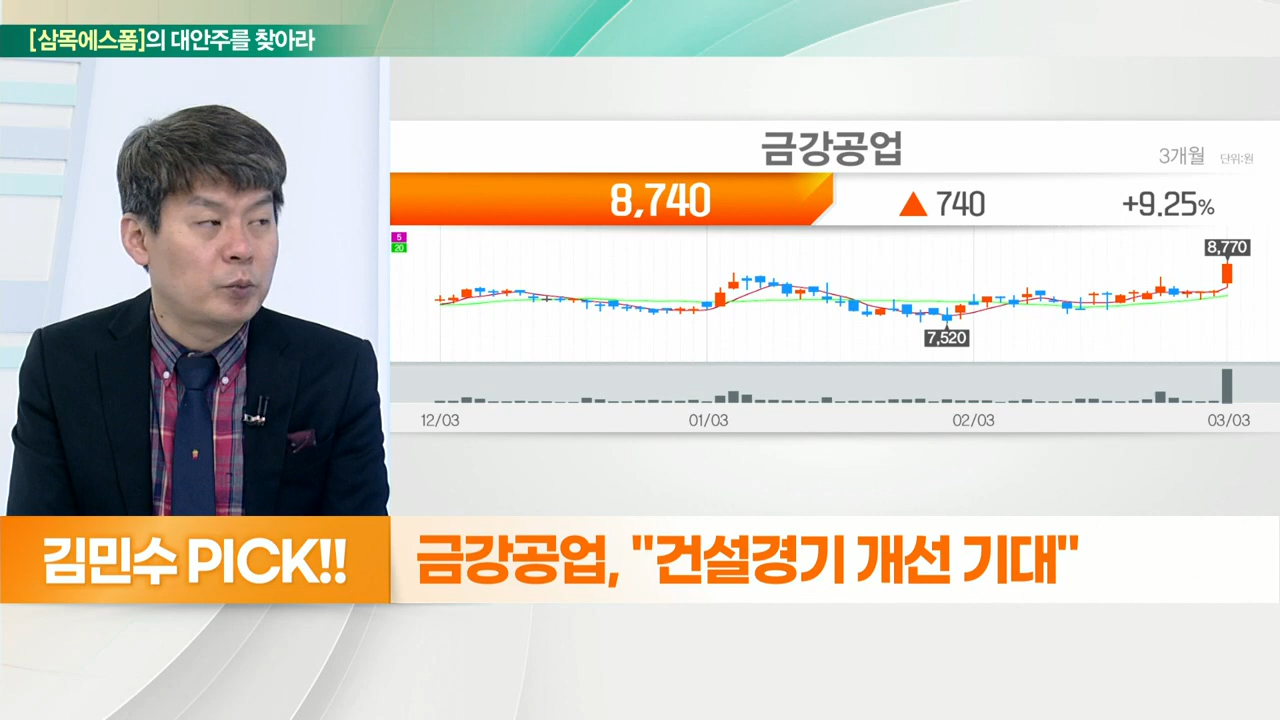 [삼목에스폼]의 대안주를 찾아라
금강공업
3개월 단위:원
8,740 ▲ 740 +9.25%
5
20
8,770
7,520
12/03 01/03 02/03 03/03
김민수 PICK!!
금강공업, "건설경기 개선 기대"